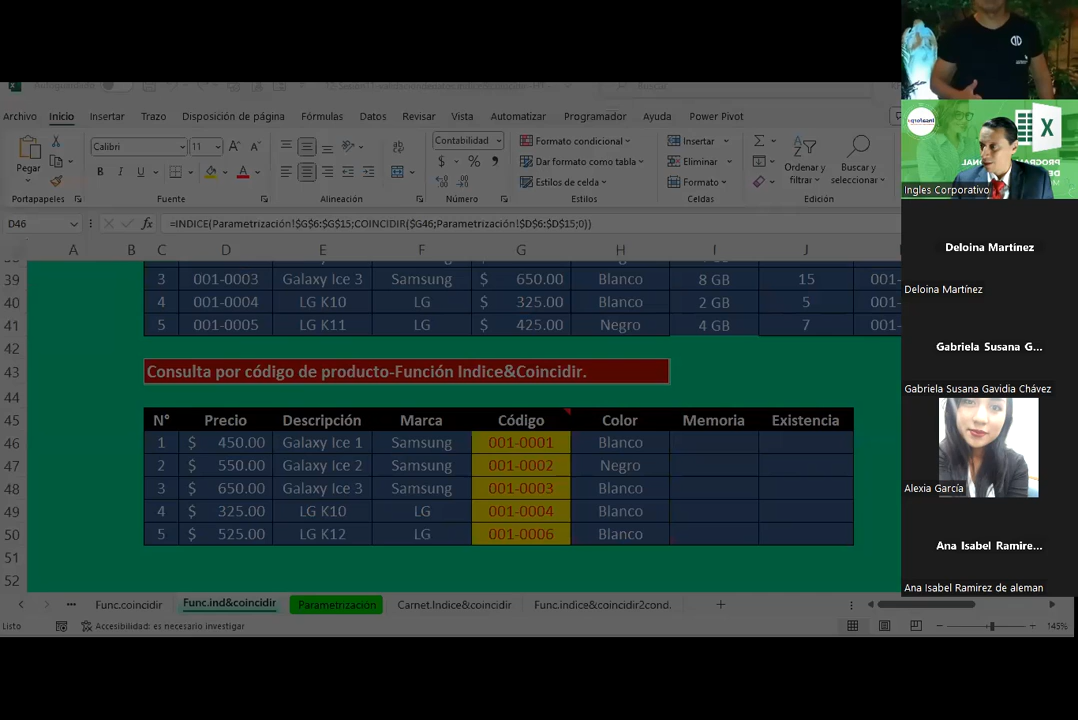 Archivo Inicio Insertar Trazo Disposición de página Fórmulas Datos Revisar Vista Automatizar Programador Ayuda Power Pivot
Pegar
Portapapeles
Calibri 11
Fuente
Alineación
Contabilidad
Número
Formato condicional
Dar formato como tabla
Estilos de celda
Estilos
Insertar
Eliminar
Formato
Celdas
Ordenar y filtrar
Buscar y seleccionar
Edición
D46
=INDICE(Parametrización!$G$6:$G$15;COINCIDIR($G46;Parametrización!$D$6:$D$15;0))
A B C D E F G H I J
39 3 001-0003 Galaxy Ice 3 Samsung $ 650.00 Blanco 8 GB 15 001-
40 4 001-0004 LG K10 LG $ 325.00 Blanco 2 GB 5 001-
41 5 001-0005 LG K11 LG $ 425.00 Negro 4 GB 7 001-
42
43 Consulta por código de producto-Función Indice&Coincidir.
44
45 N° Precio Descripción Marca Código Color Memoria Existencia
46 1 $ 450.00 Galaxy Ice 1 Samsung 001-0001 Blanco
47 2 $ 550.00 Galaxy Ice 2 Samsung 001-0002 Negro
48 3 $ 650.00 Galaxy Ice 3 Samsung 001-0003 Blanco
49 4 $ 325.00 LG K10 LG 001-0004 Blanco
50 5 $ 525.00 LG K12 LG 001-0006 Blanco
51
52
Func.coincidir Func.ind&coincidir Parametrización Carnet.Indice&coincidir Func.indice&coincidir2cond.
Listo Accesibilidad: es necesario investigar 145%
Ingles Corporativo
Deloina Martínez
Deloina Martínez
Gabriela Susana G...
Gabriela Susana Gavidia Chávez
Alexia García
Ana Isabel Ramire...
Ana Isabel Ramirez de aleman